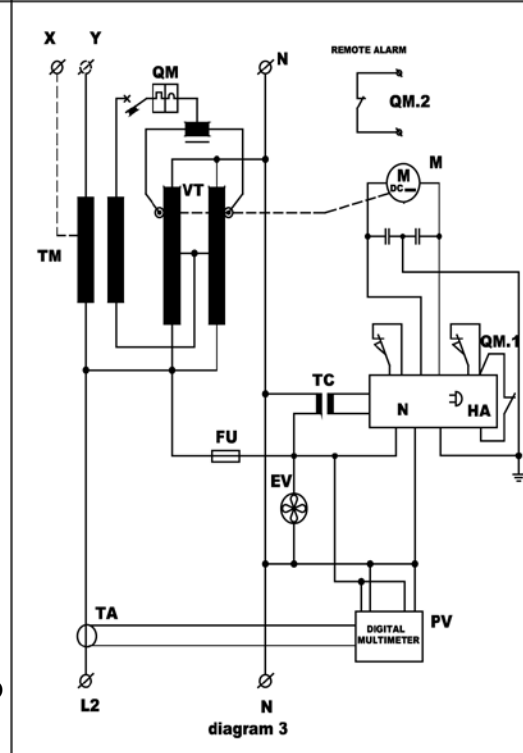 X Y
N
REMOTE ALARM
QM
QM.2
M
M
DC
VT
TM
QM.1
TC
N
HA
FU
EV
TA
PV
DIGITAL
MULTIMETER
L2
N
diagram 3